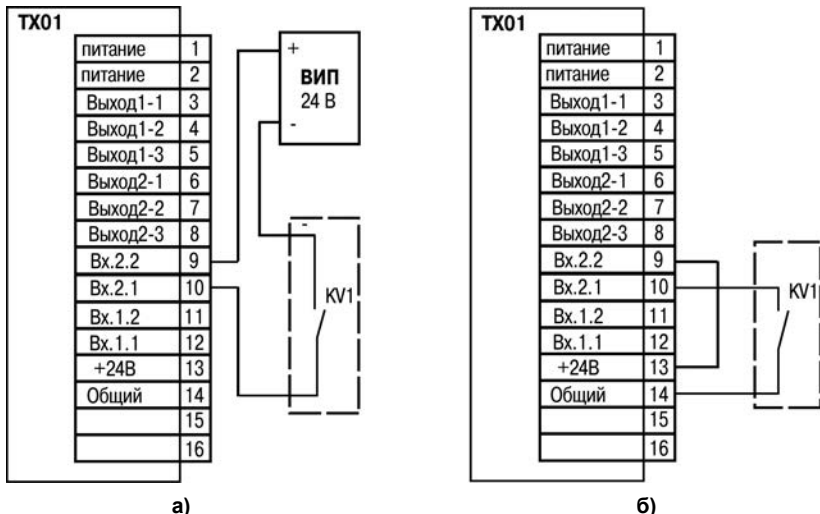 TX01
питание 1
питание 2
Выход1-1 3
Выход1-2 4
Выход1-3 5
Выход2-1 6
Выход2-2 7
Выход2-3 8
Вх.2.2 9
Вх.2.1 10
Вх.1.2 11
Вх.1.1 12
+24В 13
Общий 14
15
16
+
ВИП
24 В
-
-
KV1
а)
TX01
питание 1
питание 2
Выход1-1 3
Выход1-2 4
Выход1-3 5
Выход2-1 6
Выход2-2 7
Выход2-3 8
Вх.2.2 9
Вх.2.1 10
Вх.1.2 11
Вх.1.1 12
+24В 13
Общий 14
15
16
KV1
б)